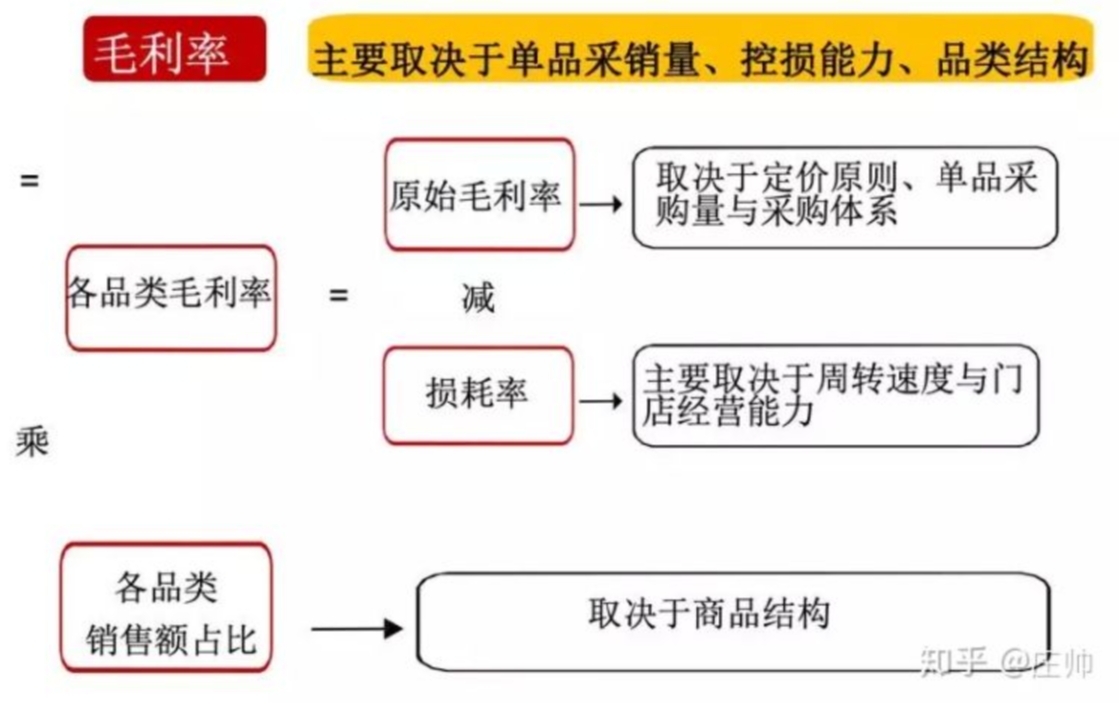 毛利率
主要取决于单品采销量、控损能力、品类结构
=
原始毛利率
取决于定价原则、单品采
购量与采购体系
各品类毛利率
=
减
损耗率
主要取决于周转速度与门
店经营能力
乘
各品类
销售额占比
取决于商品结构
知乎 @庄帅